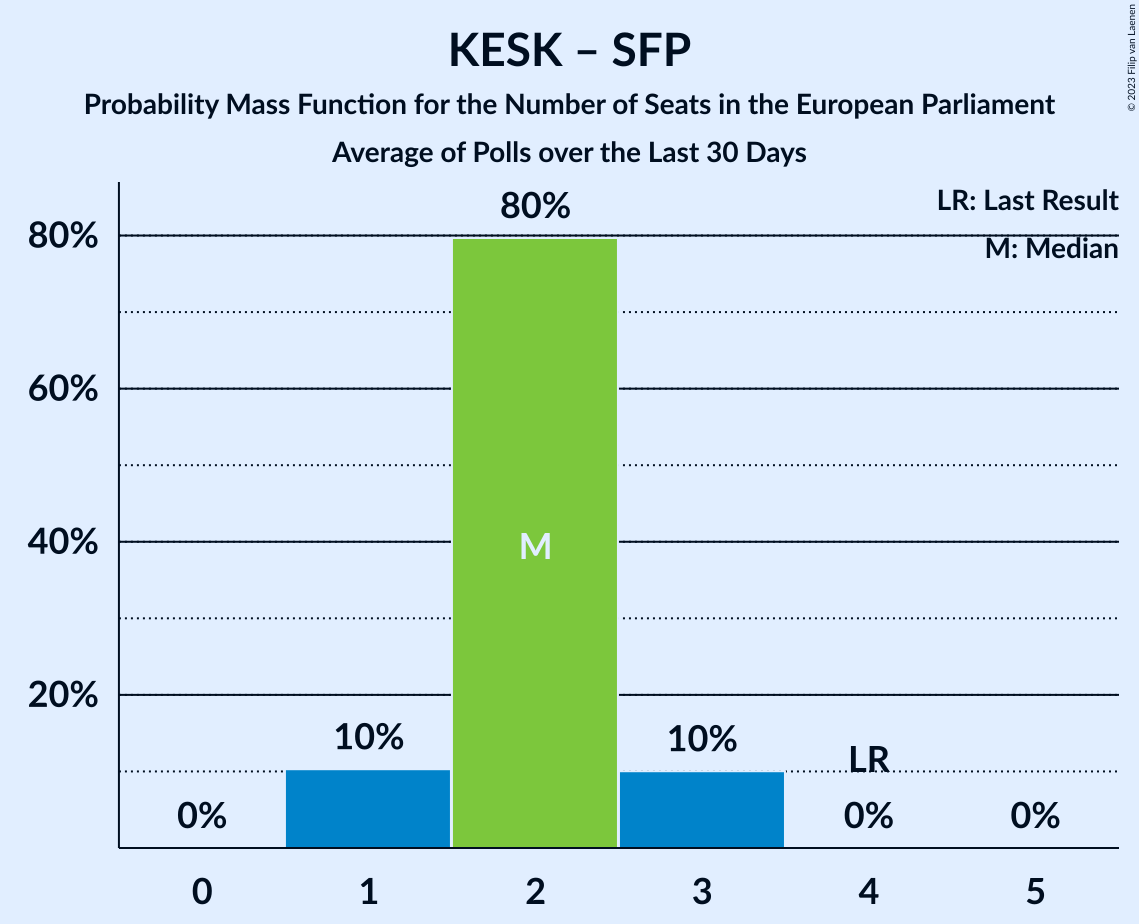 KESK – SFP
Probability Mass Function for the Number of Seats in the European Parliament
Average of Polls over the Last 30 Days
© 2023 Filip van Laenen
LR: Last Result
M: Median
80%
80%
60%
40%
20%
M
10%
10%
LR
0%
0%
0%
0 1 2 3 4 5